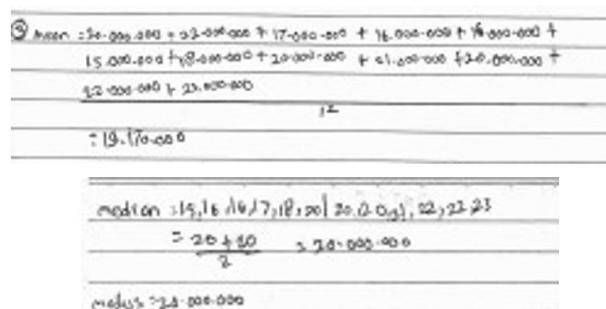 ③ Mean : 20.000.000 + 22.000.000 + 17.000.000 + 16.000.000 + 16.000.000 +
15.000.000 + 18.000.000 + 20.000.000 + 21.000.000 + 20.000.000 +
22.000.000 + 23.000.000
12
= 19.170.000
median : 15, 16, 16, 17, 18, 20 | 20, 20, 21, 22, 22, 23
= 20 + 20 = 20.000.000
2
modus = 20.000.000